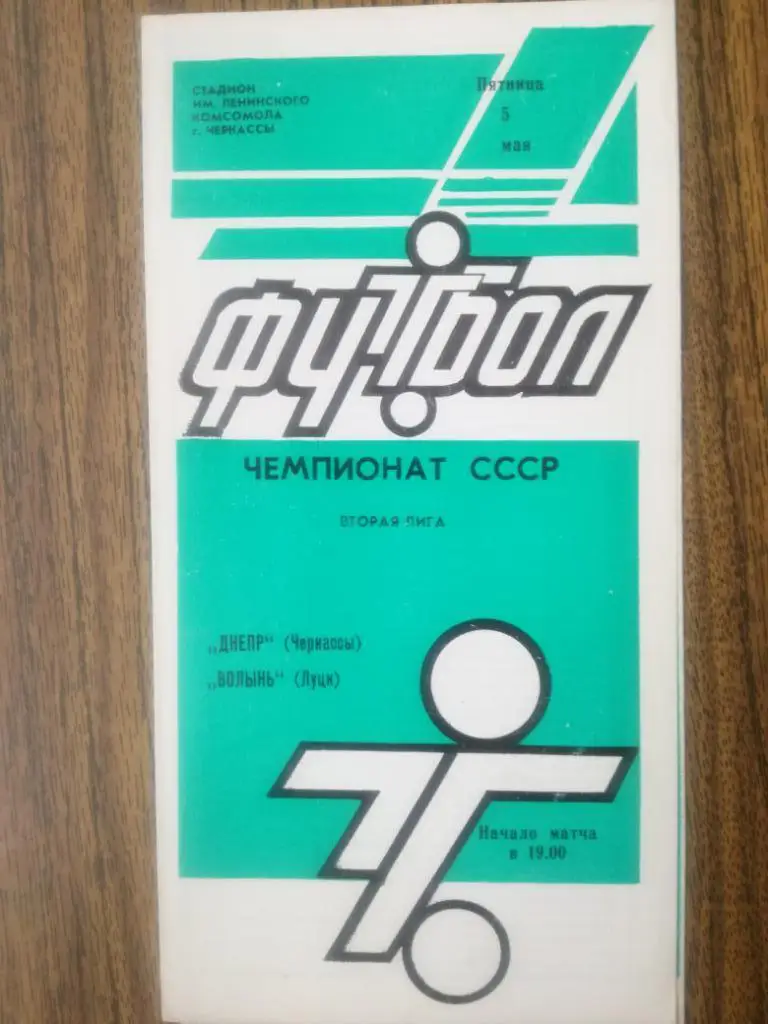 СТАДИОН
ИМ. ЛЕНИНСКОГО
КОМСОМОЛА
г. ЧЕРКАССЫ
Пятница
5
мая
ФУТБОЛ
ЧЕМПИОНАТ СССР
ВТОРАЯ ЛИГА
„ДНЕПР“ (Черкассы)
„ВОЛЫНЬ“ (Луцк)
Начало матча
в 19.00